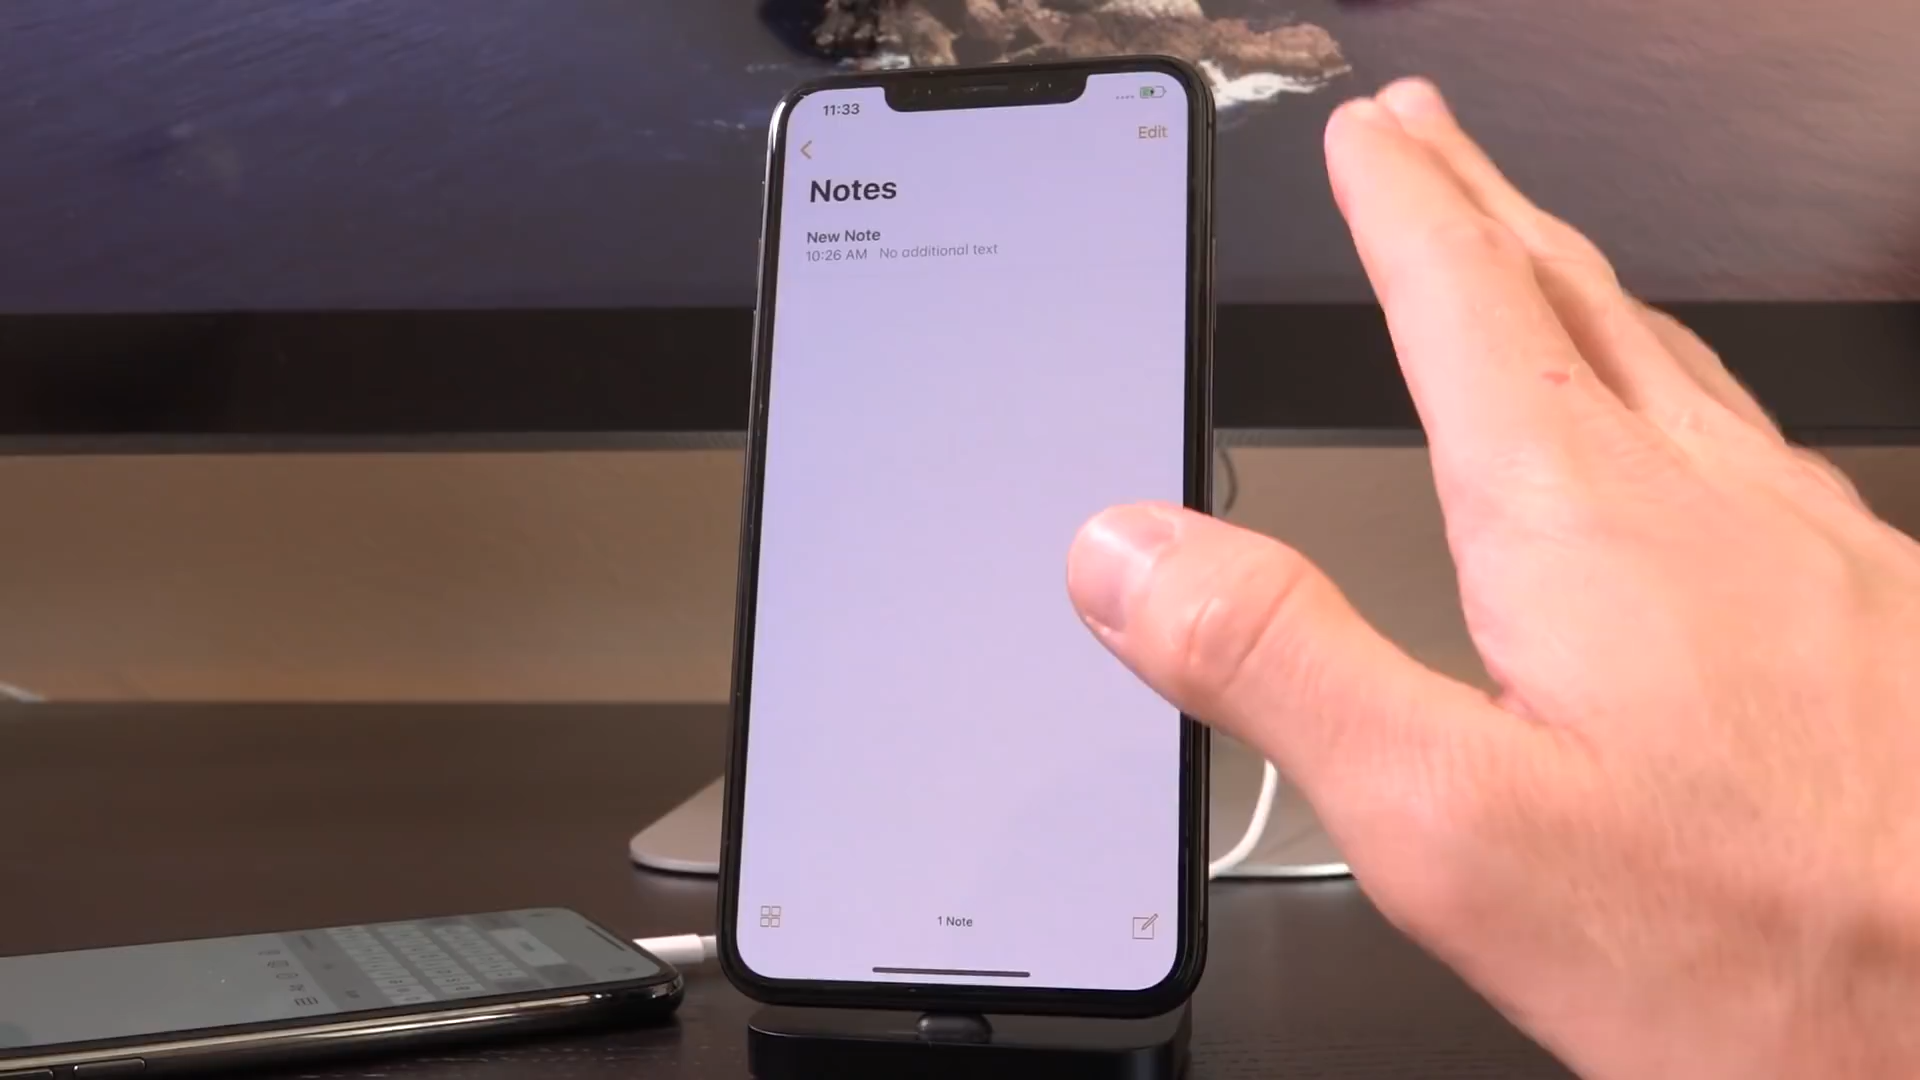 11:33
Edit
Notes
New Note
10:26 AM No additional text
1 Note